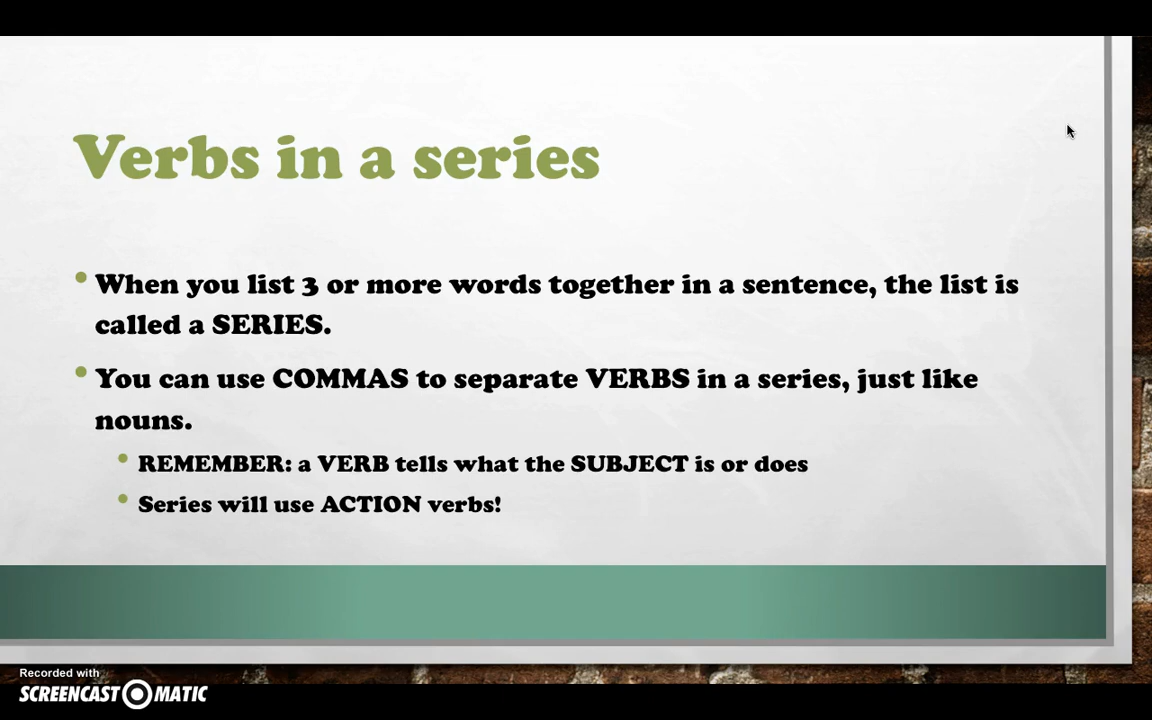 Verbs in a series
When you list 3 or more words together in a sentence, the list is
called a SERIES.
You can use COMMAS to separate VERBS in a series, just like
nouns.
REMEMBER: a VERB tells what the SUBJECT is or does
Series will use ACTION verbs!
Recorded with
SCREENCAST MATIC